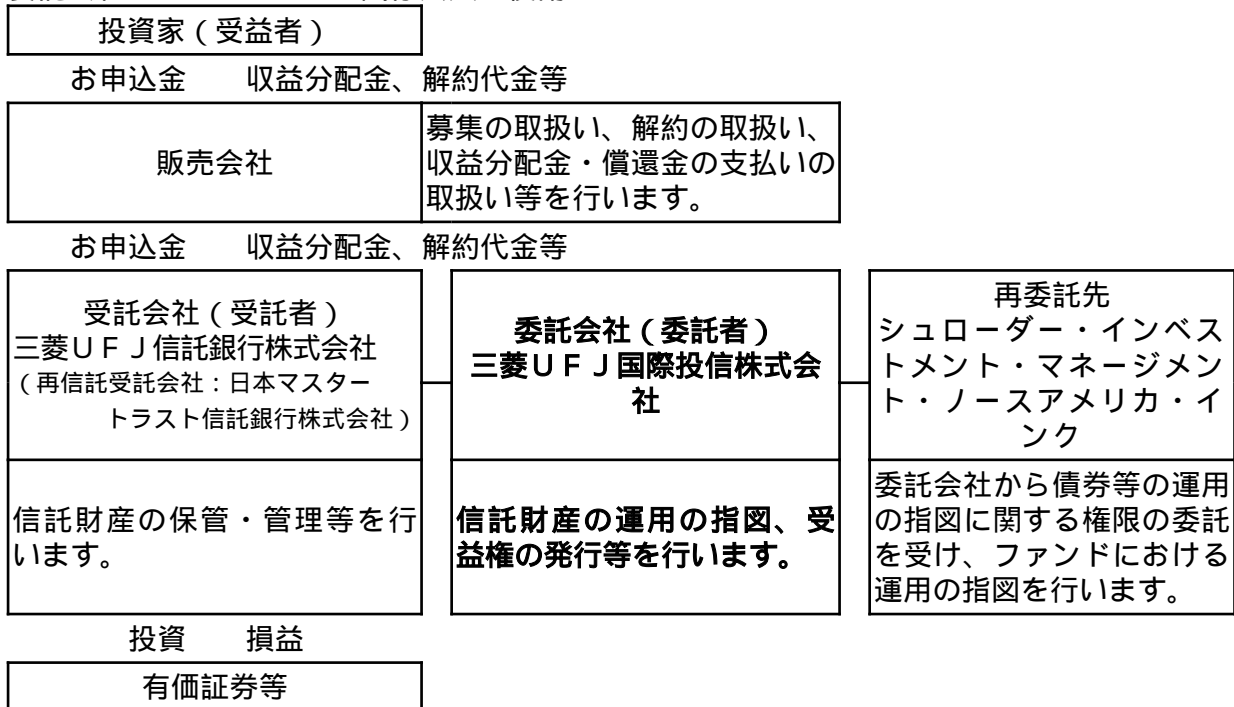 投資家（受益者）
お申込金　　収益分配金、解約代金等
販売会社
募集の取扱い、解約の取扱い、
収益分配金・償還金の支払いの
取扱い等を行います。
お申込金　　収益分配金、解約代金等
受託会社（受託者）
三菱ＵＦＪ信託銀行株式会社
（再信託受託会社：日本マスター
トラスト信託銀行株式会社）
委託会社（委託者）
三菱ＵＦＪ国際投信株式会
社
再委託先
シュローダー・インベス
トメント・マネージメン
ト・ノースアメリカ・イ
ンク
信託財産の保管・管理等を行
います。
信託財産の運用の指図、受
益権の発行等を行います。
委託会社から債券等の運用
の指図に関する権限の委託
を受け、ファンドにおける
運用の指図を行います。
投資　　損益
有価証券等